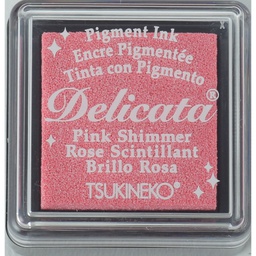 Pigment Ink
Encre Pigmentée
Tinta con Pigmento
Delicata®
Pink Shimmer
Rose Scintillant
Brillo Rosa
TSUKINEKO®